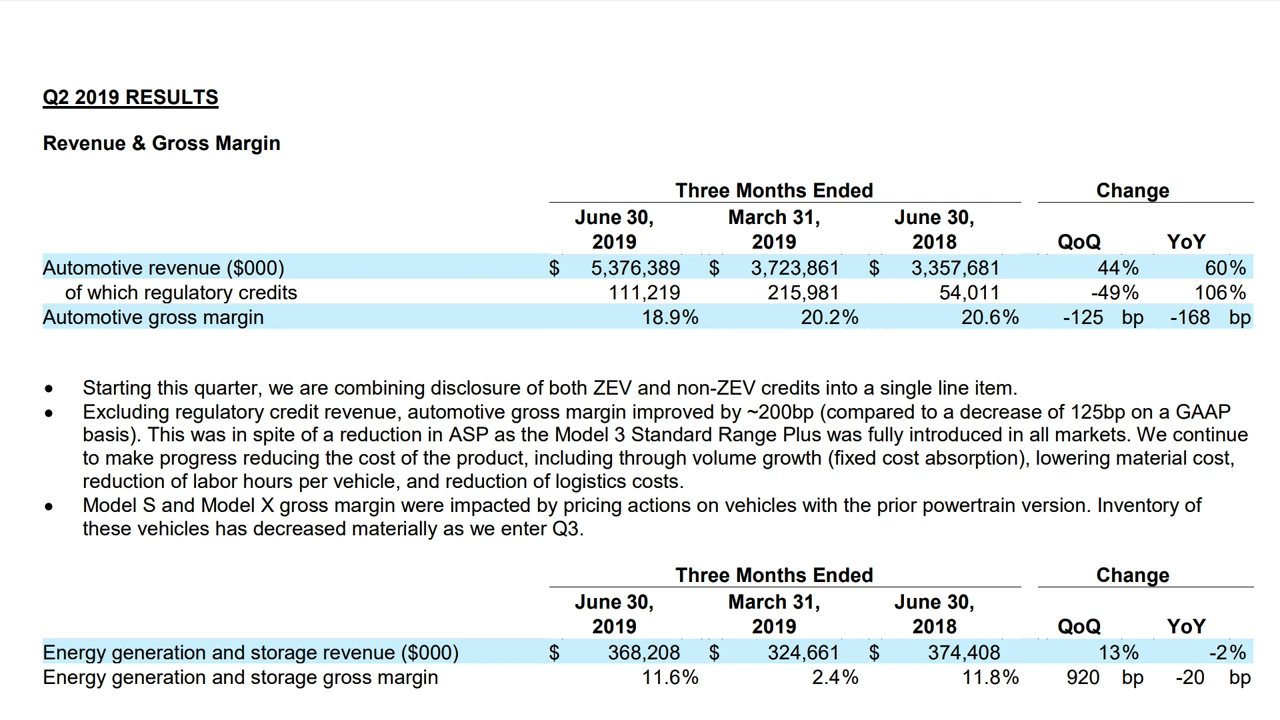 Q2 2019 RESULTS
Revenue & Gross Margin
Three Months Ended Change
June 30, March 31, June 30,
2019 2019 2018 QoQ YoY
Automotive revenue ($000) $ 5,376,389 $ 3,723,861 $ 3,357,681 44% 60%
of which regulatory credits 111,219 215,981 54,011 -49% 106%
Automotive gross margin 18.9% 20.2% 20.6% -125 bp -168 bp
• Starting this quarter, we are combining disclosure of both ZEV and non-ZEV credits into a single line item.
• Excluding regulatory credit revenue, automotive gross margin improved by ~200bp (compared to a decrease of 125bp on a GAAP
basis). This was in spite of a reduction in ASP as the Model 3 Standard Range Plus was fully introduced in all markets. We continue
to make progress reducing the cost of the product, including through volume growth (fixed cost absorption), lowering material cost,
reduction of labor hours per vehicle, and reduction of logistics costs.
• Model S and Model X gross margin were impacted by pricing actions on vehicles with the prior powertrain version. Inventory of
these vehicles has decreased materially as we enter Q3.
Three Months Ended Change
June 30, March 31, June 30,
2019 2019 2018 QoQ YoY
Energy generation and storage revenue ($000) $ 368,208 $ 324,661 $ 374,408 13% -2%
Energy generation and storage gross margin 11.6% 2.4% 11.8% 920 bp -20 bp